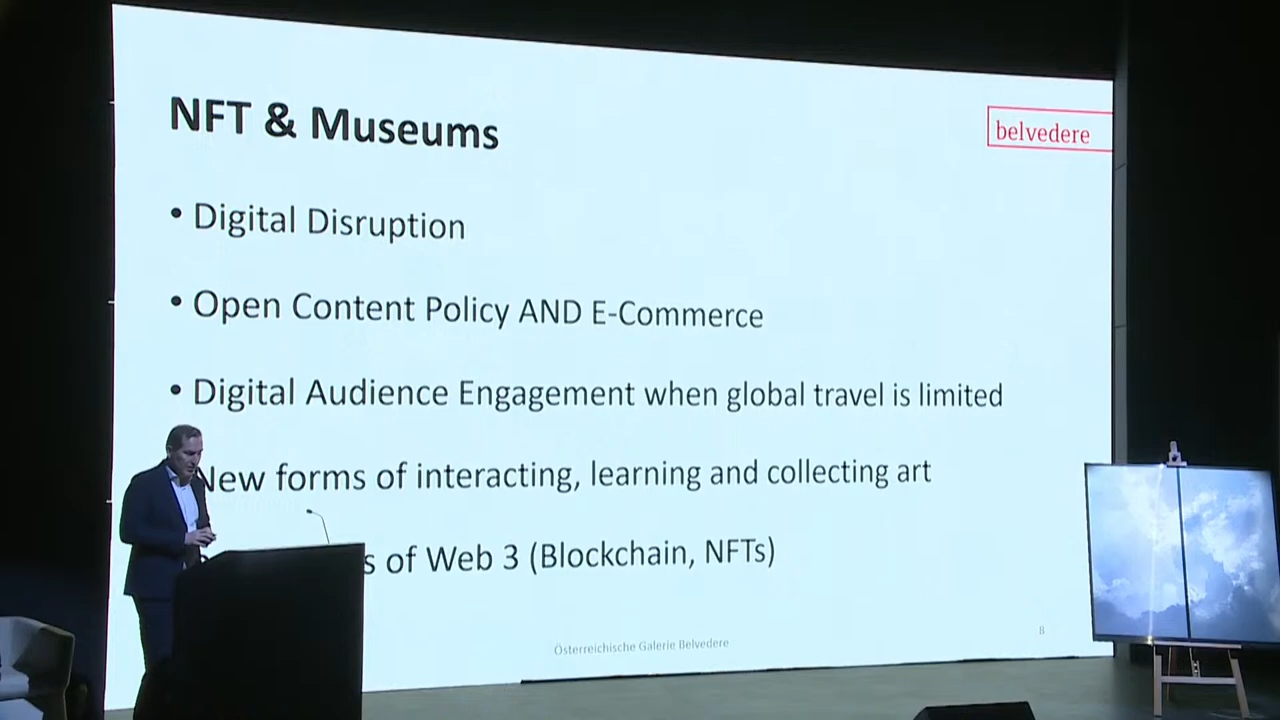 NFT & Museums
belvedere
• Digital Disruption
• Open Content Policy AND E-Commerce
• Digital Audience Engagement when global travel is limited
New forms of interacting, learning and collecting art
of Web 3 (Blockchain, NFTs)
Österreichische Galerie Belvedere
8